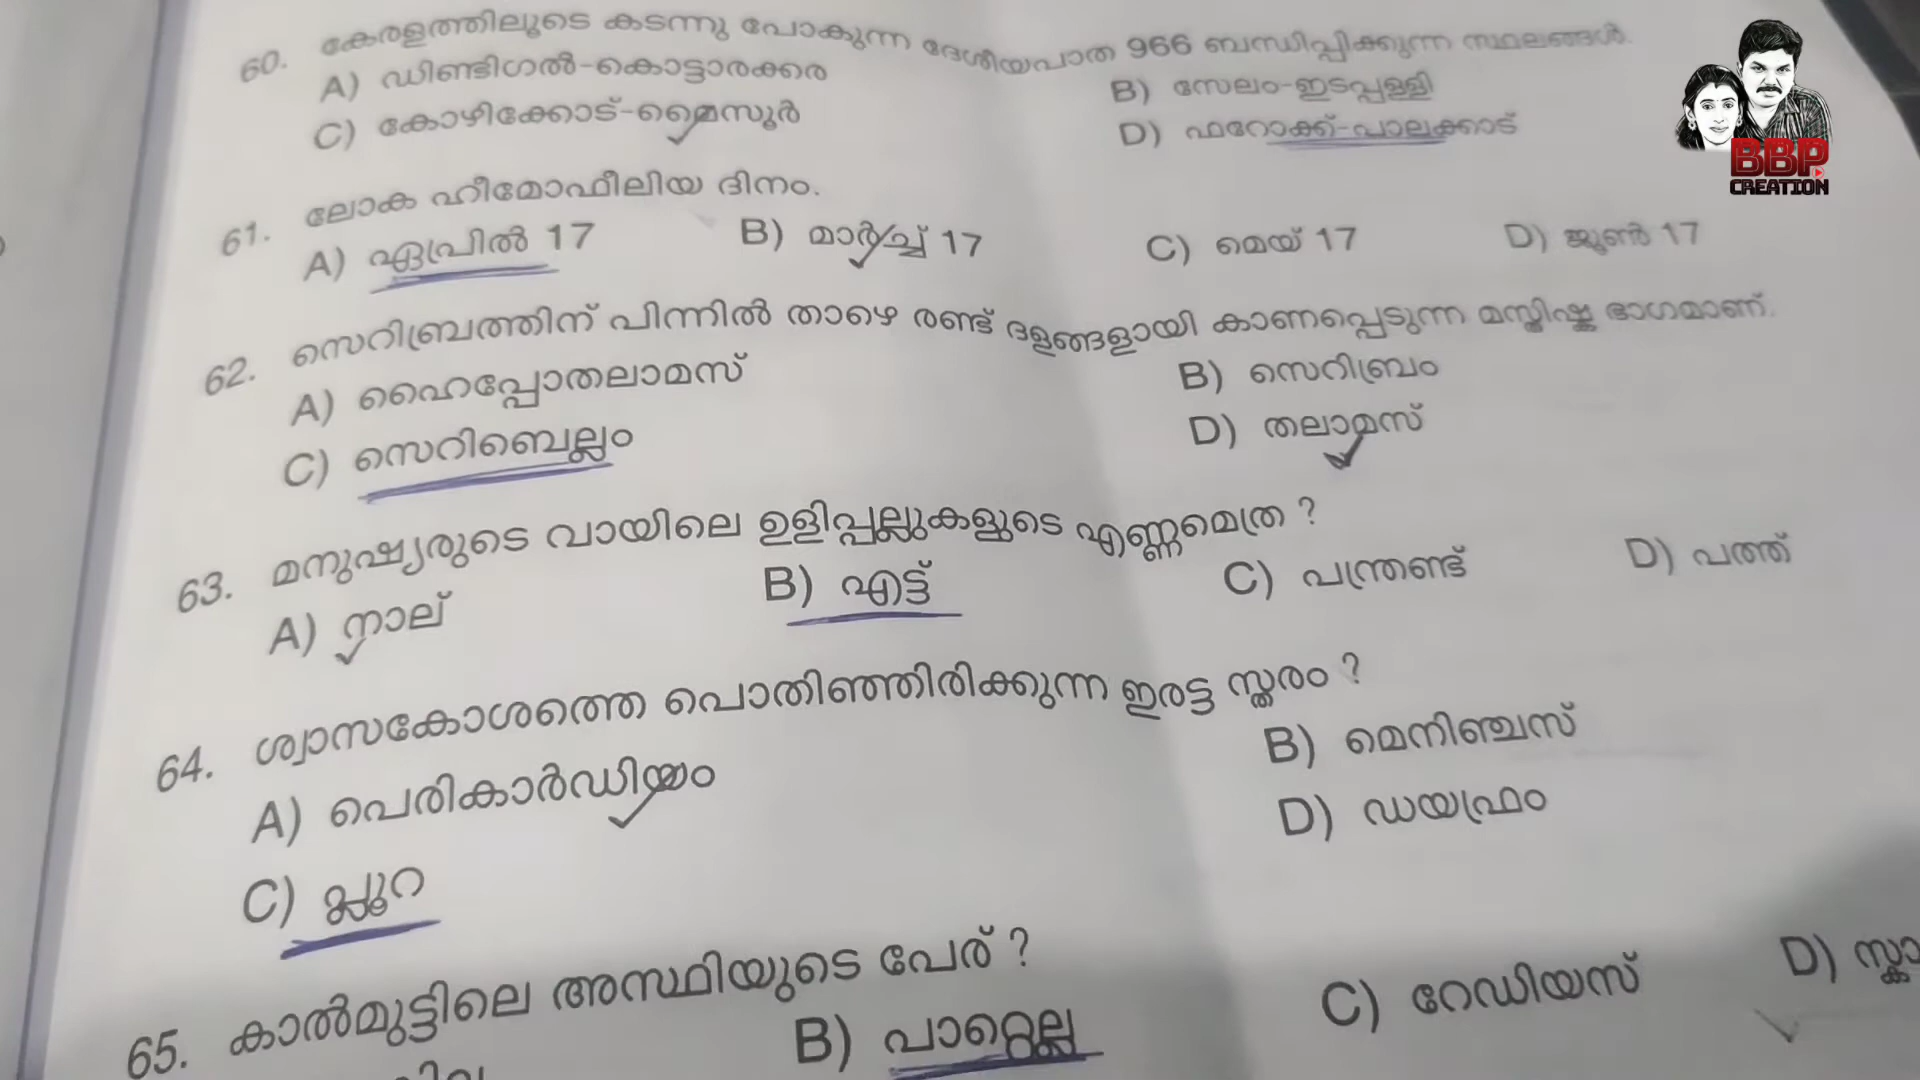 60. കേരളത്തിലൂടെ കടന്നു പോകുന്ന ദേശീയപാത 966 ബന്ധിപ്പിക്കുന്ന സ്ഥലങ്ങൾ.
A) ഡിണ്ടിഗൽ-കൊട്ടാരക്കര B) സേലം-ഇടപ്പള്ളി
C) കോഴിക്കോട്-മൈസൂർ D) ഫറോക്ക്-പാലക്കാട്
61. ലോക ഹീമോഫീലിയ ദിനം.
A) ഏപ്രിൽ 17 B) മാർച്ച് 17 C) മെയ് 17 D) ജൂൺ 17
62. സെറിബ്രത്തിന് പിന്നിൽ താഴെ രണ്ട് ദളങ്ങളായി കാണപ്പെടുന്ന മസ്തിഷ്ക ഭാഗമാണ്.
A) ഹൈപ്പോതലാമസ് B) സെറിബ്രം
C) സെറിബെല്ലം D) തലാമസ്
63. മനുഷ്യരുടെ വായിലെ ഉളിപ്പല്ലുകളുടെ എണ്ണമെത്ര ?
A) നാല് B) എട്ട് C) പന്ത്രണ്ട് D) പത്ത്
64. ശ്വാസകോശത്തെ പൊതിഞ്ഞിരിക്കുന്ന ഇരട്ട സ്തരം ?
A) പെരികാർഡിയം B) മെനിഞ്ചസ്
C) പ്ലൂറ D) ഡയഫ്രം
65. കാൽമുട്ടിലെ അസ്ഥിയുടെ പേര് ?
B) പാറ്റെല്ല C) റേഡിയസ് D)
BBP
CREATION